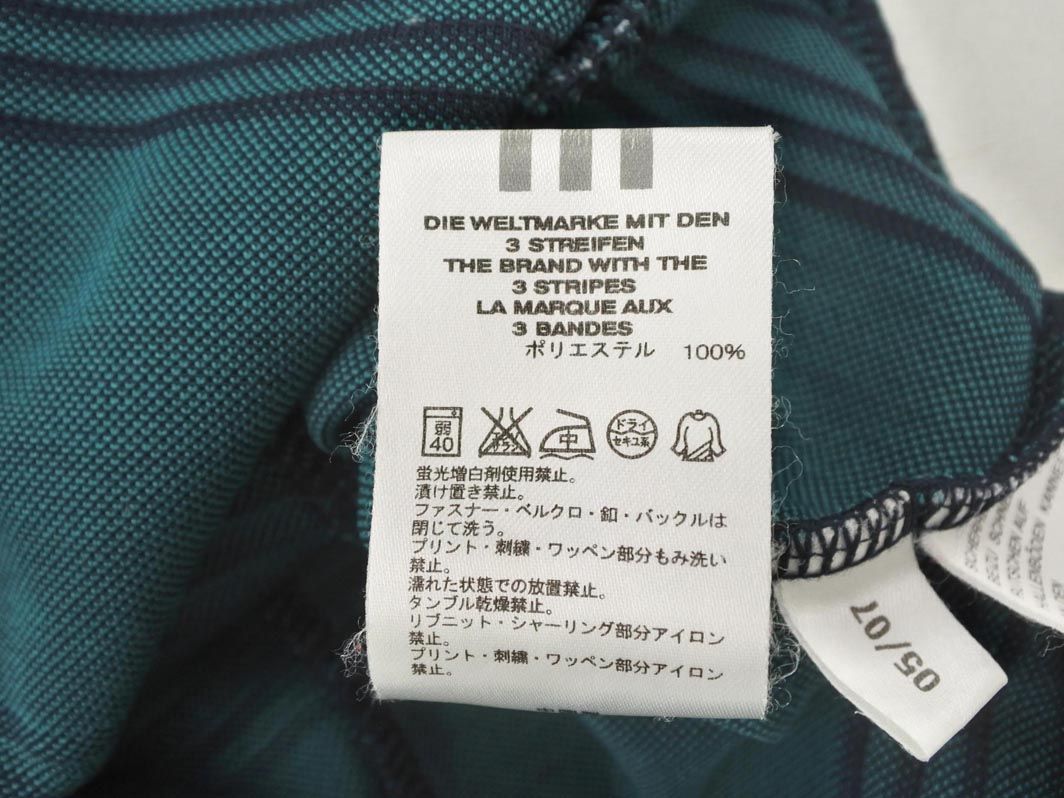 DIE WELTMARKE MIT DEN
3 STREIFEN
THE BRAND WITH THE
3 STRIPES
LA MARQUE AUX
3 BANDES
ポリエステル 100%
弱
40
中
ドライ
セキユ系
蛍光増白剤使用禁止。
漬け置き禁止。
ファスナー・ベルクロ・釦・バックルは
閉じて洗う。
プリント・刺繍・ワッペン部分もみ洗い
禁止。
濡れた状態での放置禁止。
タンブル乾燥禁止。
リブニット・シャーリング部分アイロン
禁止。
プリント・刺繍・ワッペン部分アイロン
禁止。
05/07